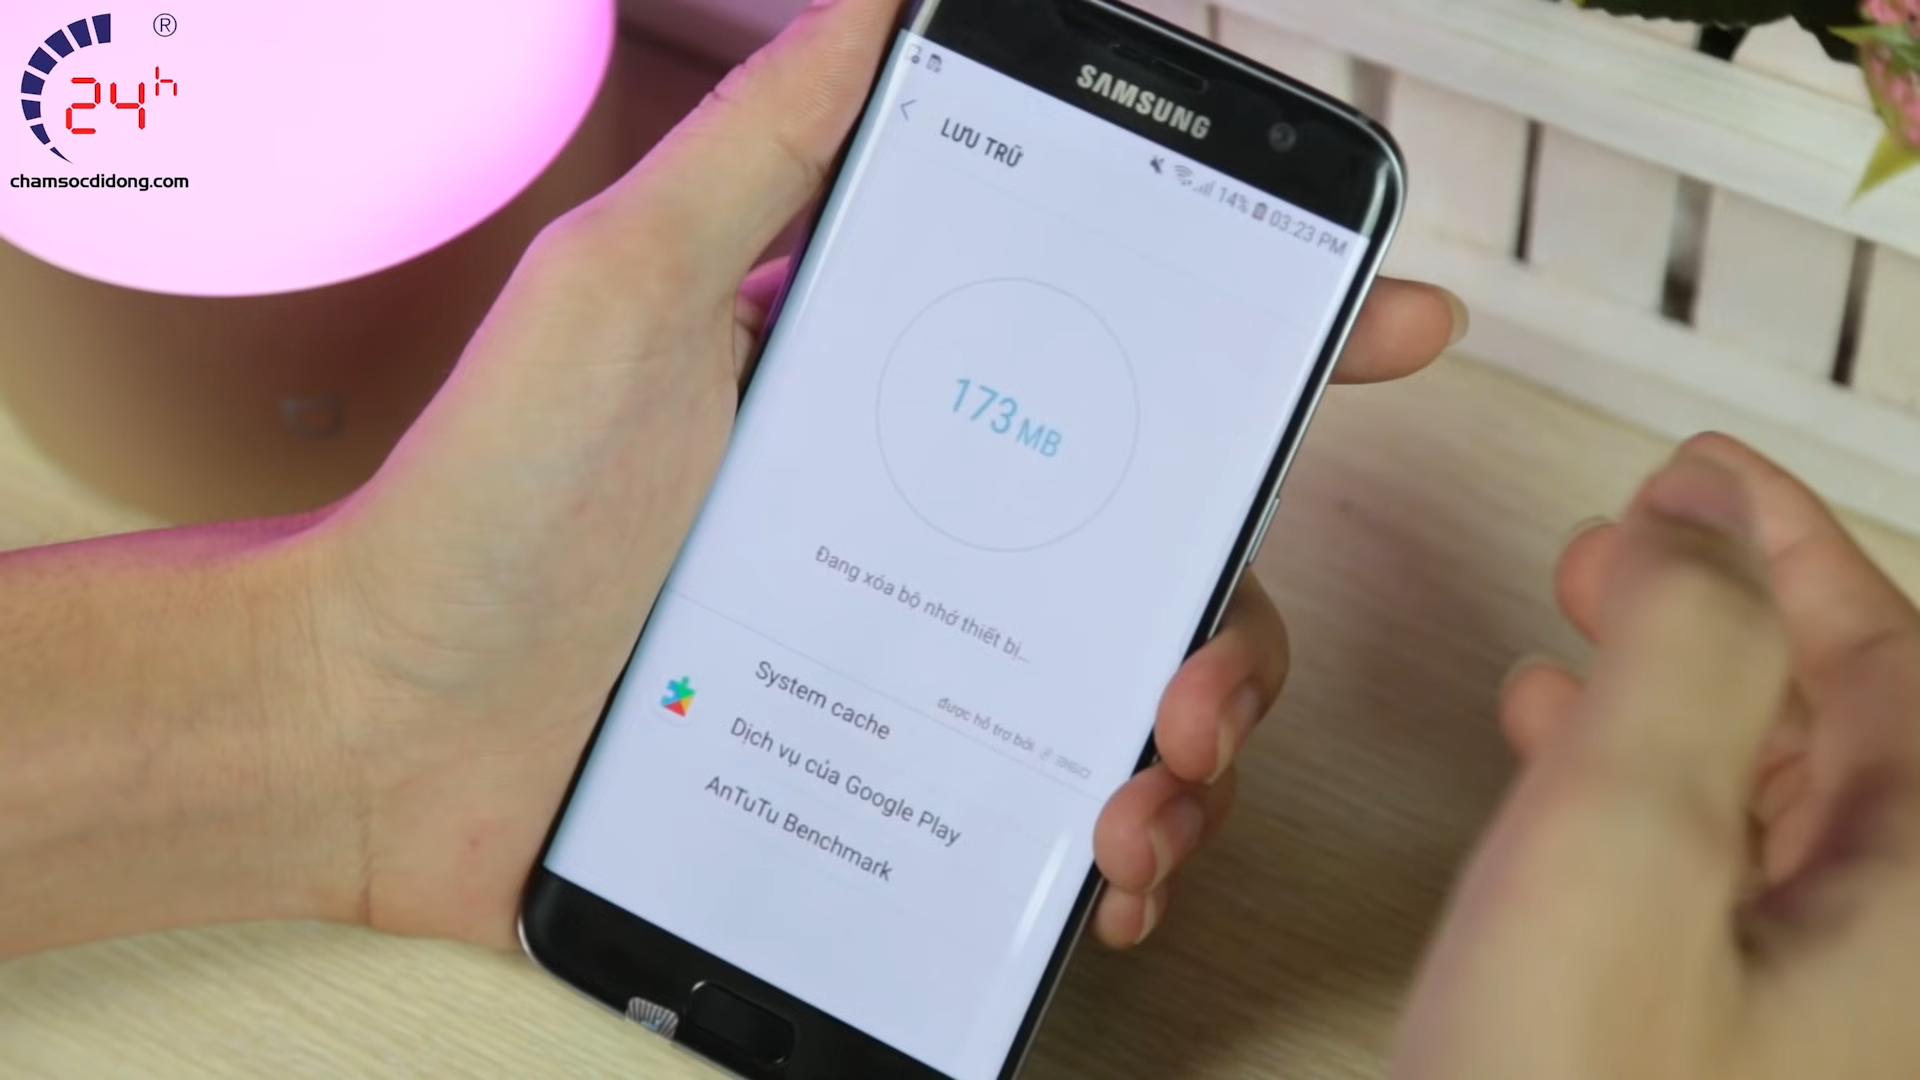 ®
24h
chamsocdidong.com
SAMSUNG
14% 03:23 PM
LƯU TRỮ
173 MB
Đang xóa bộ nhớ thiết bị...
được hỗ trợ bởi 360
System cache
Dịch vụ của Google Play
AnTuTu Benchmark